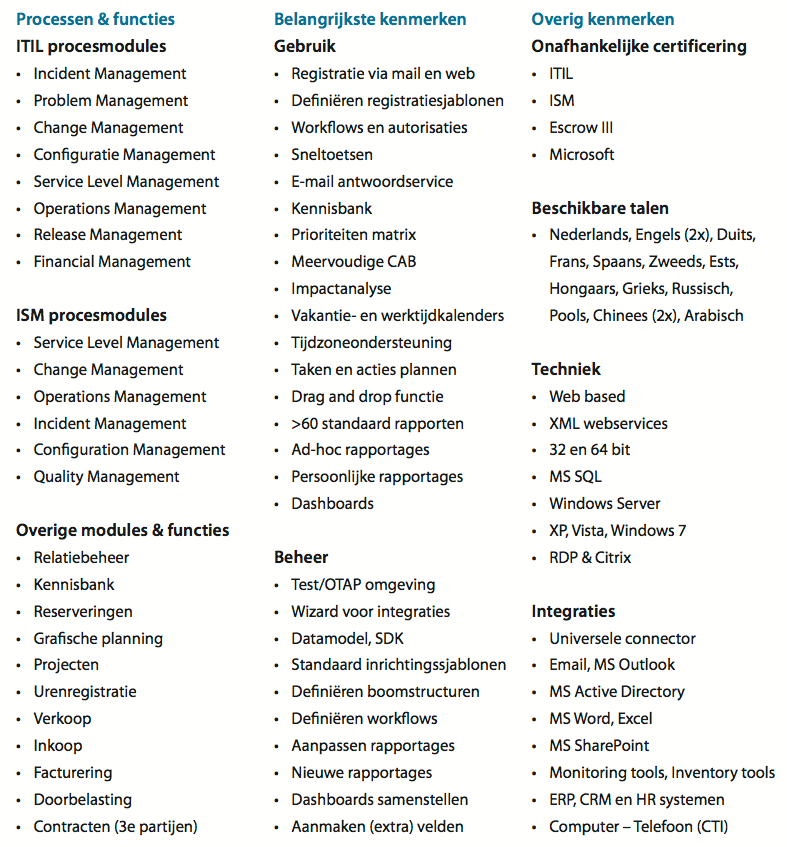 Processen & functies
ITIL procesmodules
• Incident Management
• Problem Management
• Change Management
• Configuratie Management
• Service Level Management
• Operations Management
• Release Management
• Financial Management
ISM procesmodules
• Service Level Management
• Change Management
• Operations Management
• Incident Management
• Configuration Management
• Quality Management
Overige modules & functies
• Relatiebeheer
• Kennisbank
• Reserveringen
• Grafische planning
• Projecten
• Urenregistratie
• Verkoop
• Inkoop
• Facturering
• Doorbelasting
• Contracten (3e partijen)
Belangrijkste kenmerken
Gebruik
• Registratie via mail en web
• Definiëren registratiesjablonen
• Workflows en autorisaties
• Sneltoetsen
• E-mail antwoordservice
• Kennisbank
• Prioriteiten matrix
• Meervoudige CAB
• Impactanalyse
• Vakantie- en werktijdkalenders
• Tijdzoneondersteuning
• Taken en acties plannen
• Drag and drop functie
• >60 standaard rapporten
• Ad-hoc rapportages
• Persoonlijke rapportages
• Dashboards
Beheer
• Test/OTAP omgeving
• Wizard voor integraties
• Datamodel, SDK
• Standaard inrichtingssjablonen
• Definiëren boomstructuren
• Definiëren workflows
• Aanpassen rapportages
• Nieuwe rapportages
• Dashboards samenstellen
• Aanmaken (extra) velden
Overig kenmerken
Onafhankelijke certificering
• ITIL
• ISM
• Escrow III
• Microsoft
Beschikbare talen
• Nederlands, Engels (2x), Duits,
Frans, Spaans, Zweeds, Ests,
Hongaars, Grieks, Russisch,
Pools, Chinees (2x), Arabisch
Techniek
• Web based
• XML webservices
• 32 en 64 bit
• MS SQL
• Windows Server
• XP, Vista, Windows 7
• RDP & Citrix
Integraties
• Universele connector
• Email, MS Outlook
• MS Active Directory
• MS Word, Excel
• MS SharePoint
• Monitoring tools, Inventory tools
• ERP, CRM en HR systemen
• Computer – Telefoon (CTI)